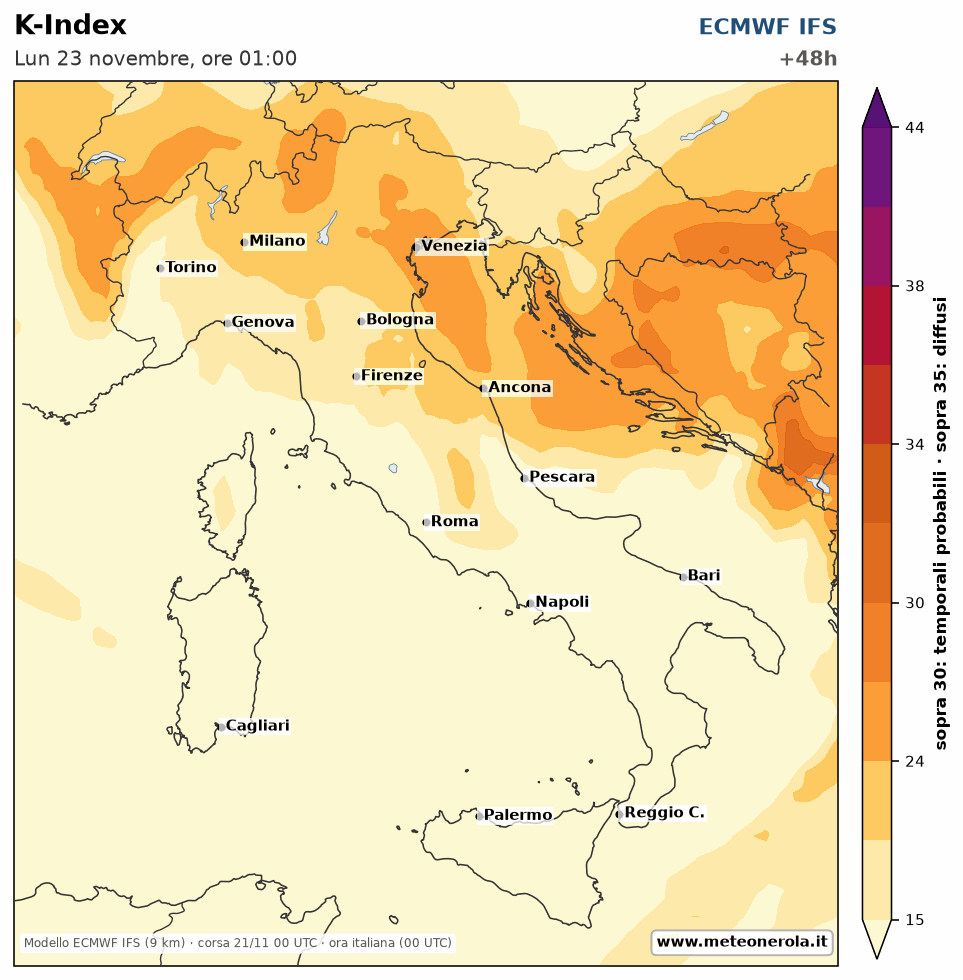 K-Index
ECMWF IFS
Lun 23 novembre, ore 01:00
+48h
44
Milano
Venezia
Torino
38
Genova
Bologna
Firenze
Ancona
34
Pescara
Roma
Bari
30
Napoli
Cagliari
24
Palermo
Reggio C.
15
sopra 30: temporali probabili · sopra 35: diffusi
Modello ECMWF IFS (9 km) · corsa 21/11 00 UTC · ora italiana (00 UTC)
www.meteonerola.it